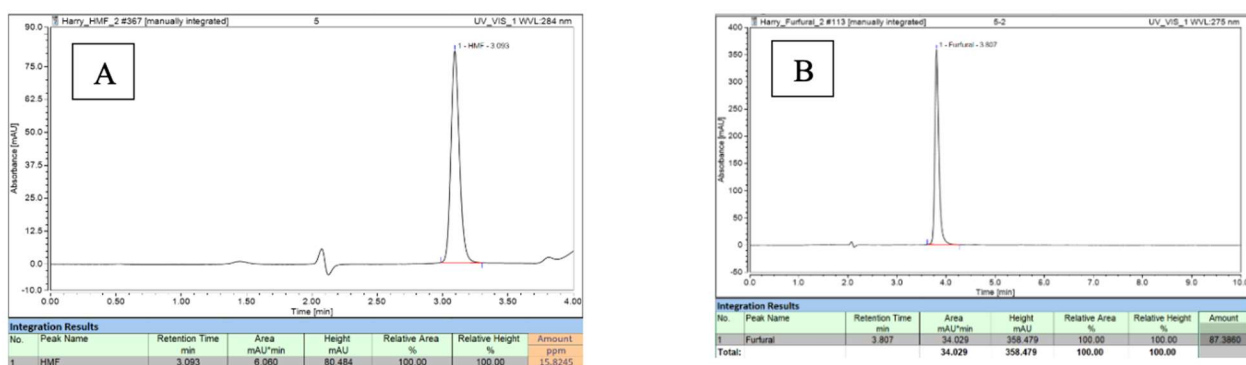 Harry_HMF_2 #367 [manually integrated] 5 UV_VIS_1 WVL:284 nm
90.0
75.0
62.5
50.0
37.5
25.0
12.5
0.0
-10.0
Absorbance [mAU]
A
1 - HMF - 3.093
0.00 0.50 1.00 1.50 2.00 2.50 3.00 3.50 4.00
Time [min]
Integration Results
No. Peak Name Retention Time Area Height Relative Area Relative Height Amount
min mAU*min mAU % % ppm
1 HMF 3.093 6.060 80.484 100.00 100.00 15.8245
Harry_Furfural_2 #113 [manually integrated] 5-2 UV_VIS_1 WVL:275 nm
400
350
300
250
200
150
100
50
0
-50
Absorbance [mAU]
B
1 - Furfural - 3.807
0.0 1.0 2.0 3.0 4.0 5.0 6.0 7.0 8.0 9.0 10.0
Time [min]
Integration Results
No. Peak Name Retention Time Area Height Relative Area Relative Height Amount
min mAU*min mAU % %
1 Furfural 3.807 34.029 358.479 100.00 100.00 87.3860
Total: 34.029 358.479 100.00 100.00